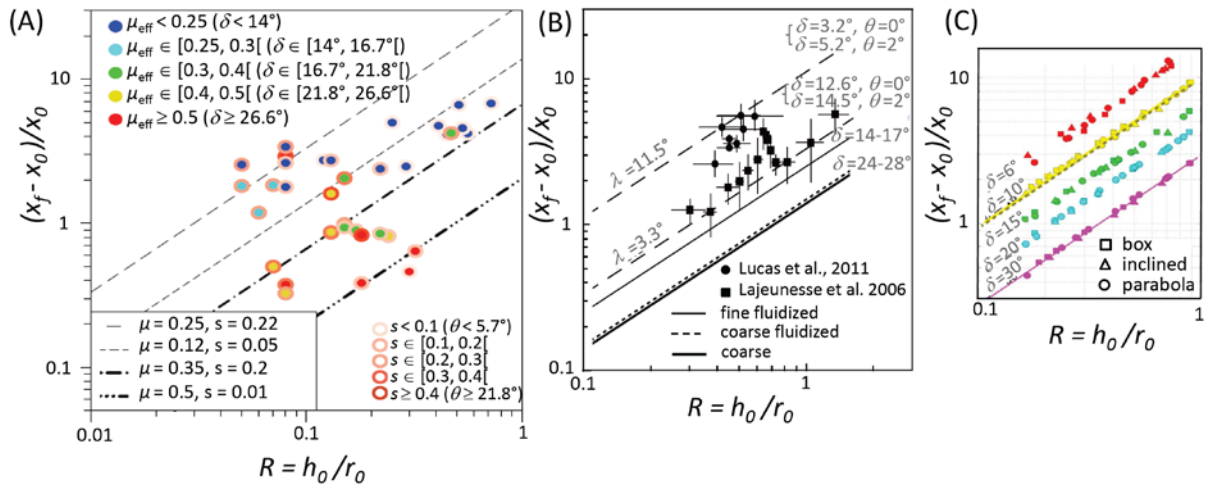 (A)
μeff < 0.25 (δ < 14°)
μeff ∈ [0.25, 0.3[ (δ ∈ [14°, 16.7°[)
μeff ∈ [0.3, 0.4[ (δ ∈ [16.7°, 21.8°[)
μeff ∈ [0.4, 0.5[ (δ ∈ [21.8°, 26.6°[)
μeff ≥ 0.5 (δ ≥ 26.6°)
10
1
0.1
(xf - x0)/x0
μ = 0.25, s = 0.22
μ = 0.12, s = 0.05
μ = 0.35, s = 0.2
μ = 0.5, s = 0.01
s < 0.1 (θ < 5.7°)
s ∈ [0.1, 0.2[
s ∈ [0.2, 0.3[
s ∈ [0.3, 0.4[
s ≥ 0.4 (θ ≥ 21.8°)
0.01
0.1
1
R = h0/r0
(B)
δ=3.2°, θ=0°
δ=5.2°, θ=2°
δ=12.6°, θ=0°
δ=14.5°, θ=2°
δ=14-17°
δ=24-28°
λ=11.5°
λ=3.3°
10
1
0.1
(xf - x0)/x0
Lucas et al., 2011
Lajeunesse et al. 2006
fine fluidized
coarse fluidized
coarse
0.1
1
R = h0/r0
(C)
10
1
(xf - x0)/x0
δ=6°
δ=10°
δ=15°
δ=20°
δ=30°
box
inclined
parabola
0.1
1
R = h0/r0